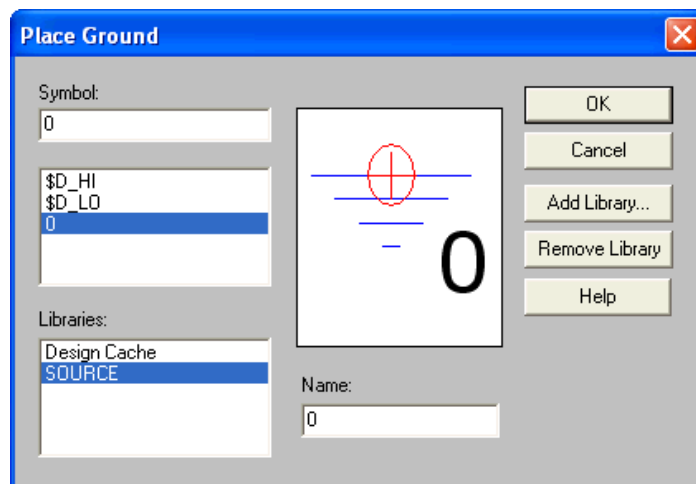 Place Ground
Symbol:
0
$D_HI
$D_LO
0
Libraries:
Design Cache
SOURCE
0
Name:
0
OK
Cancel
Add Library...
Remove Library
Help